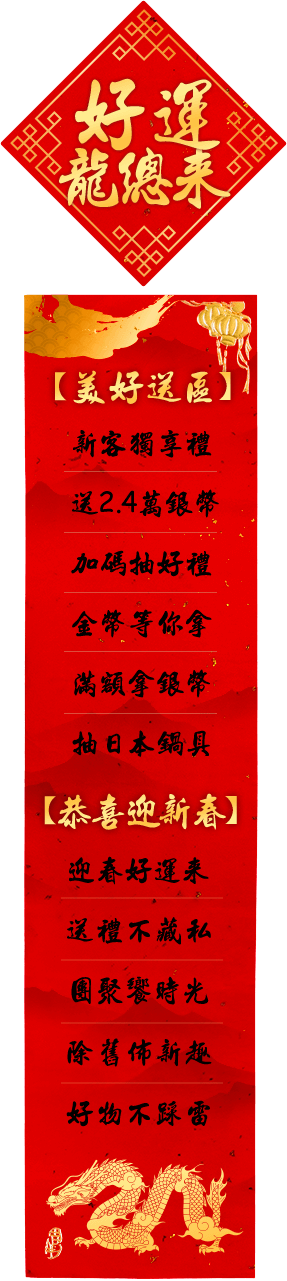 好運
龍總来
【美好送區】
新客獨享禮
送2.4萬銀幣
加碼抽好禮
金幣等你拿
滿額拿銀幣
抽日本鍋具
【恭喜迎新春】
迎春好運来
送禮不藏私
團聚饗時光
除舊佈新趣
好物不踩雷